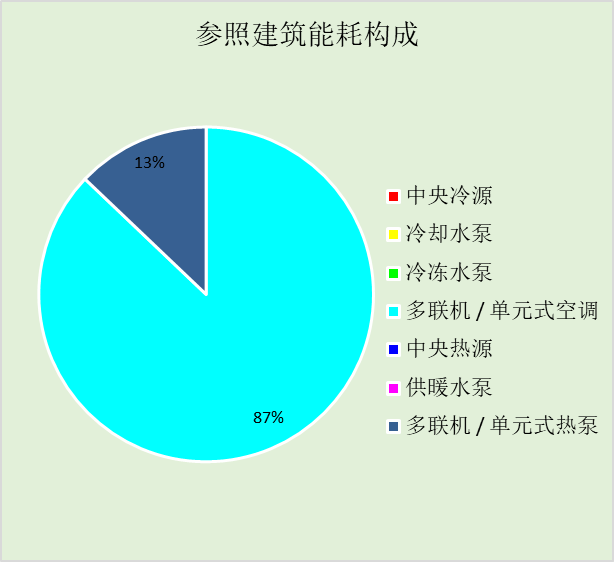 参照建筑能耗构成
13%
87%
中央冷源
冷却水泵
冷冻水泵
多联机 / 单元式空调
中央热源
供暖水泵
多联机 / 单元式热泵